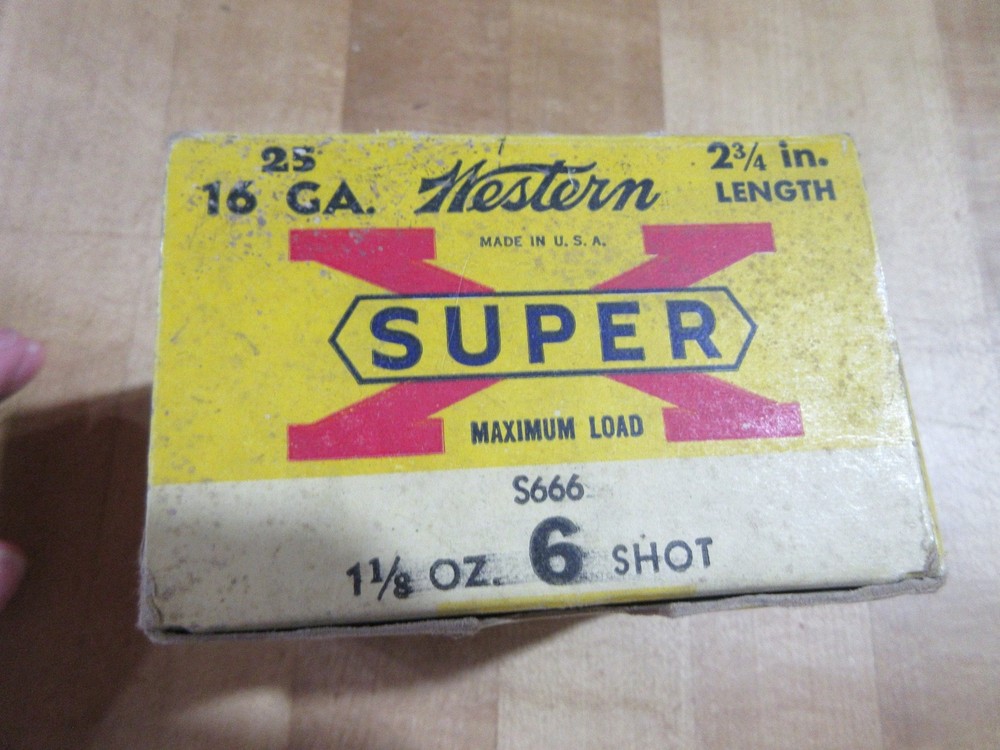 25
16 GA.
Western
2¾ in.
LENGTH
MADE IN U.S.A.
X
SUPER
MAXIMUM LOAD
S666
1⅛ OZ. 6 SHOT